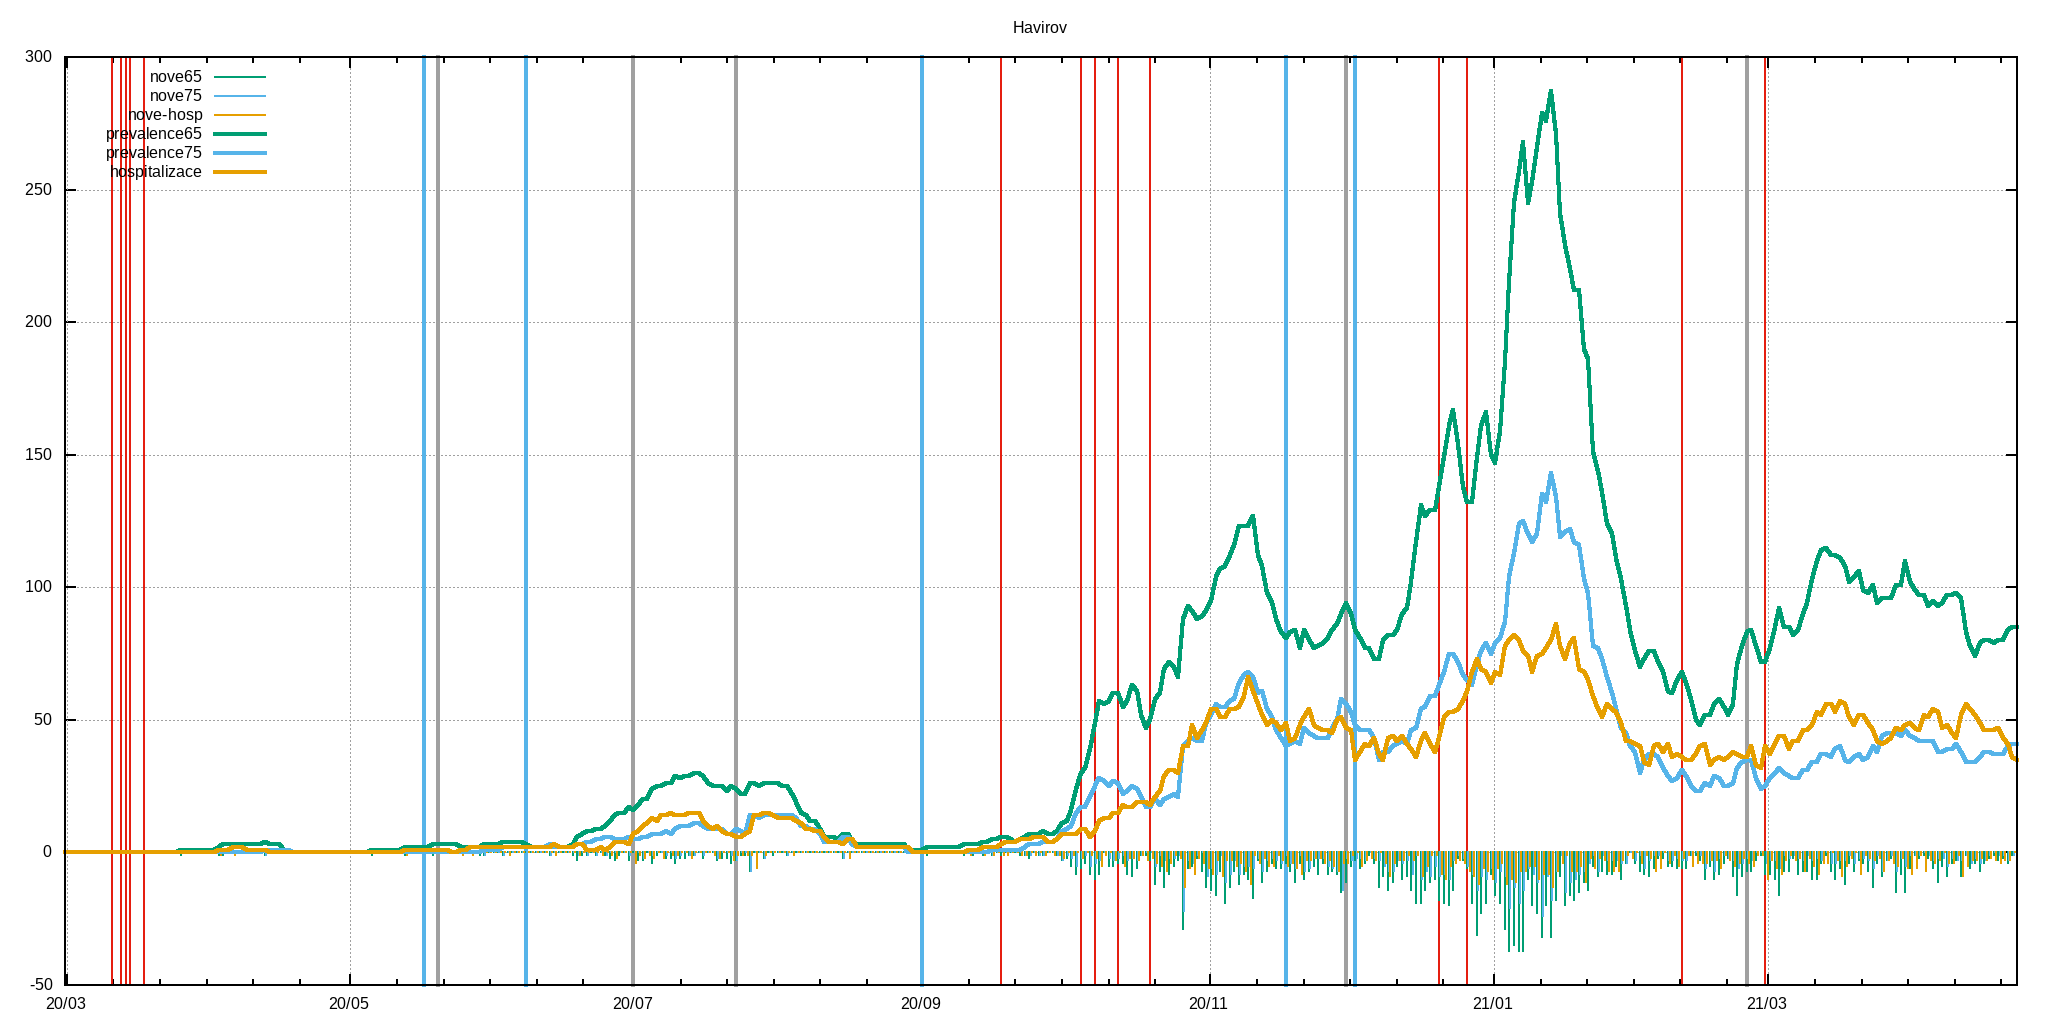 Havirov
300
nove65
nove75
nove-hosp
prevalence65
prevalence75
hospitalizace
250
200
150
100
50
0
-50
20/03 20/05 20/07 20/09 20/11 21/01 21/03